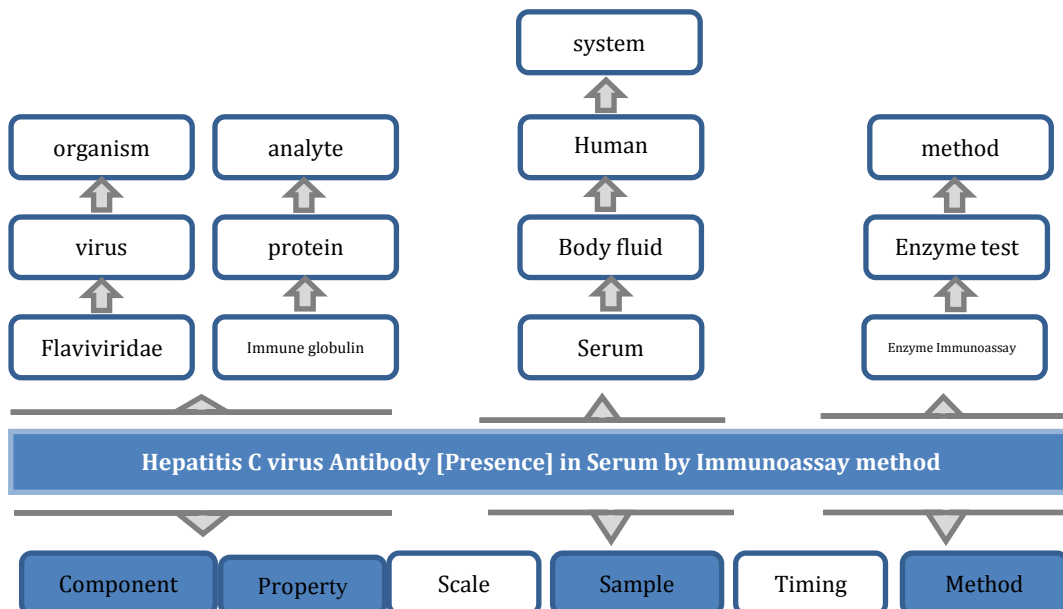 system
organism
analyte
Human
method
virus
protein
Body fluid
Enzyme test
Flaviviridae
Immune globulin
Serum
Enzyme Immunoassay
Hepatitis C virus Antibody [Presence] in Serum by Immunoassay method
Component
Property
Scale
Sample
Timing
Method